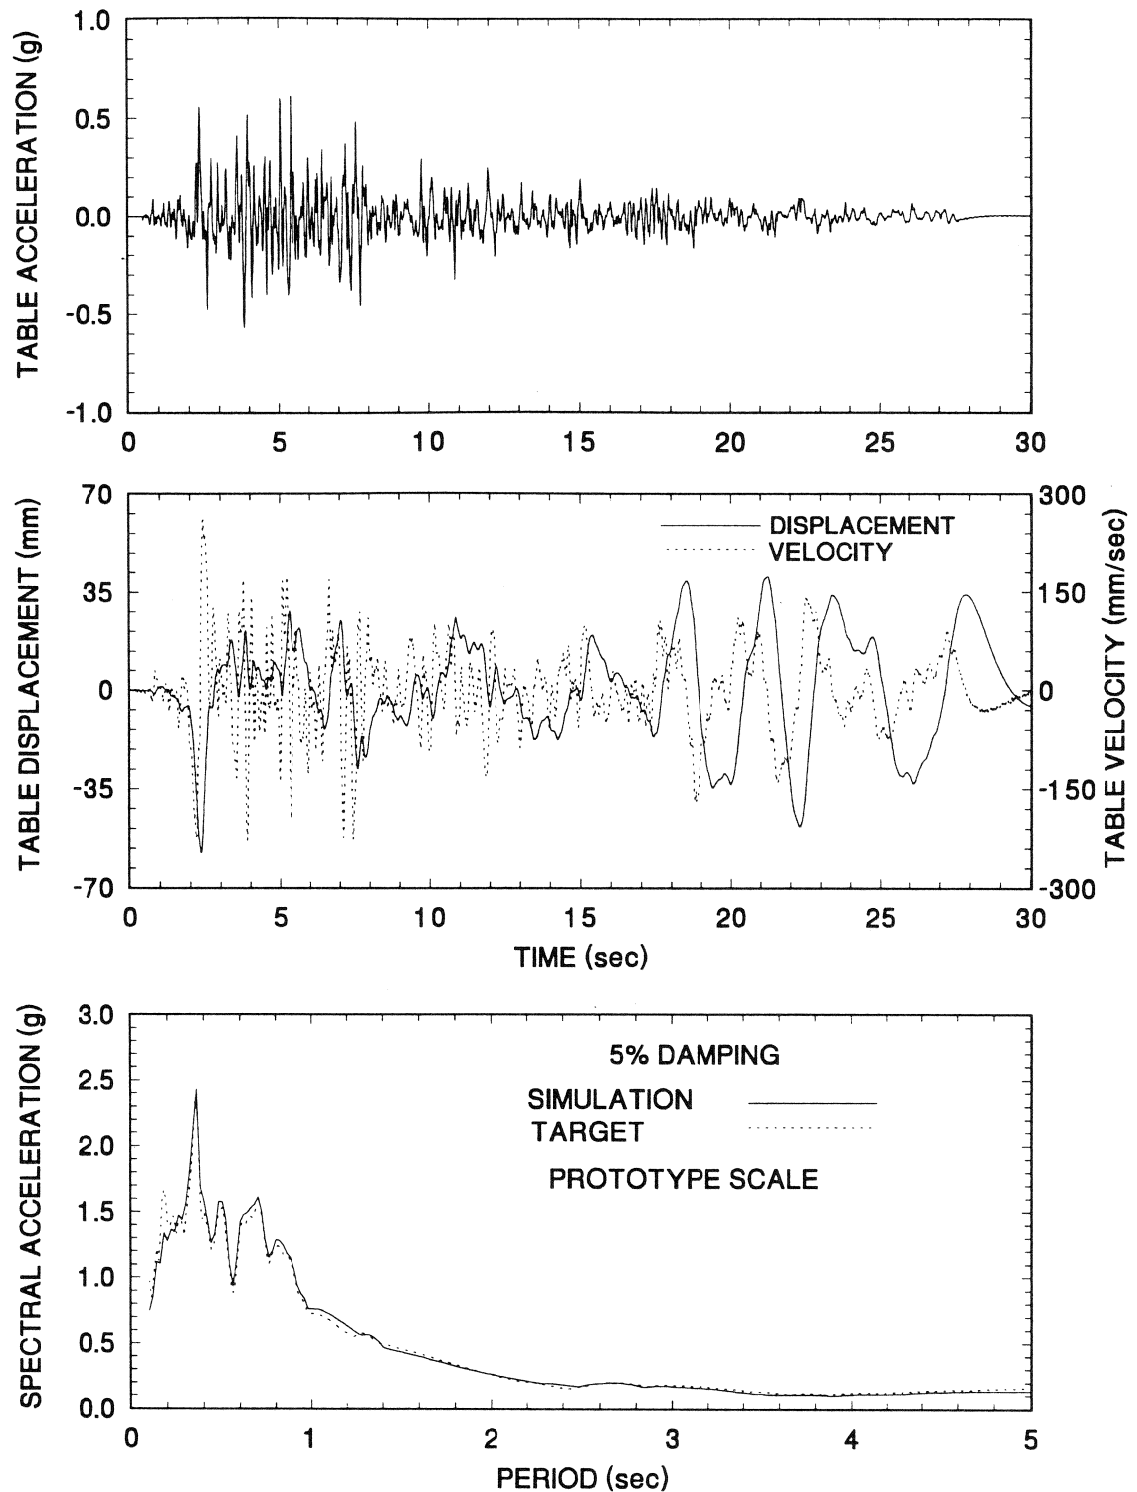 TABLE ACCELERATION (g)
1.0
0.5
0.0
-0.5
-1.0
0 5 10 15 20 25 30
TABLE DISPLACEMENT (mm)
70
35
0
-35
-70
DISPLACEMENT
VELOCITY
300
150
0
-150
-300
TABLE VELOCITY (mm/sec)
0 5 10 15 20 25 30
TIME (sec)
SPECTRAL ACCELERATION (g)
3.0
2.5
2.0
1.5
1.0
0.5
0.0
5% DAMPING
SIMULATION
TARGET
PROTOTYPE SCALE
0 1 2 3 4 5
PERIOD (sec)